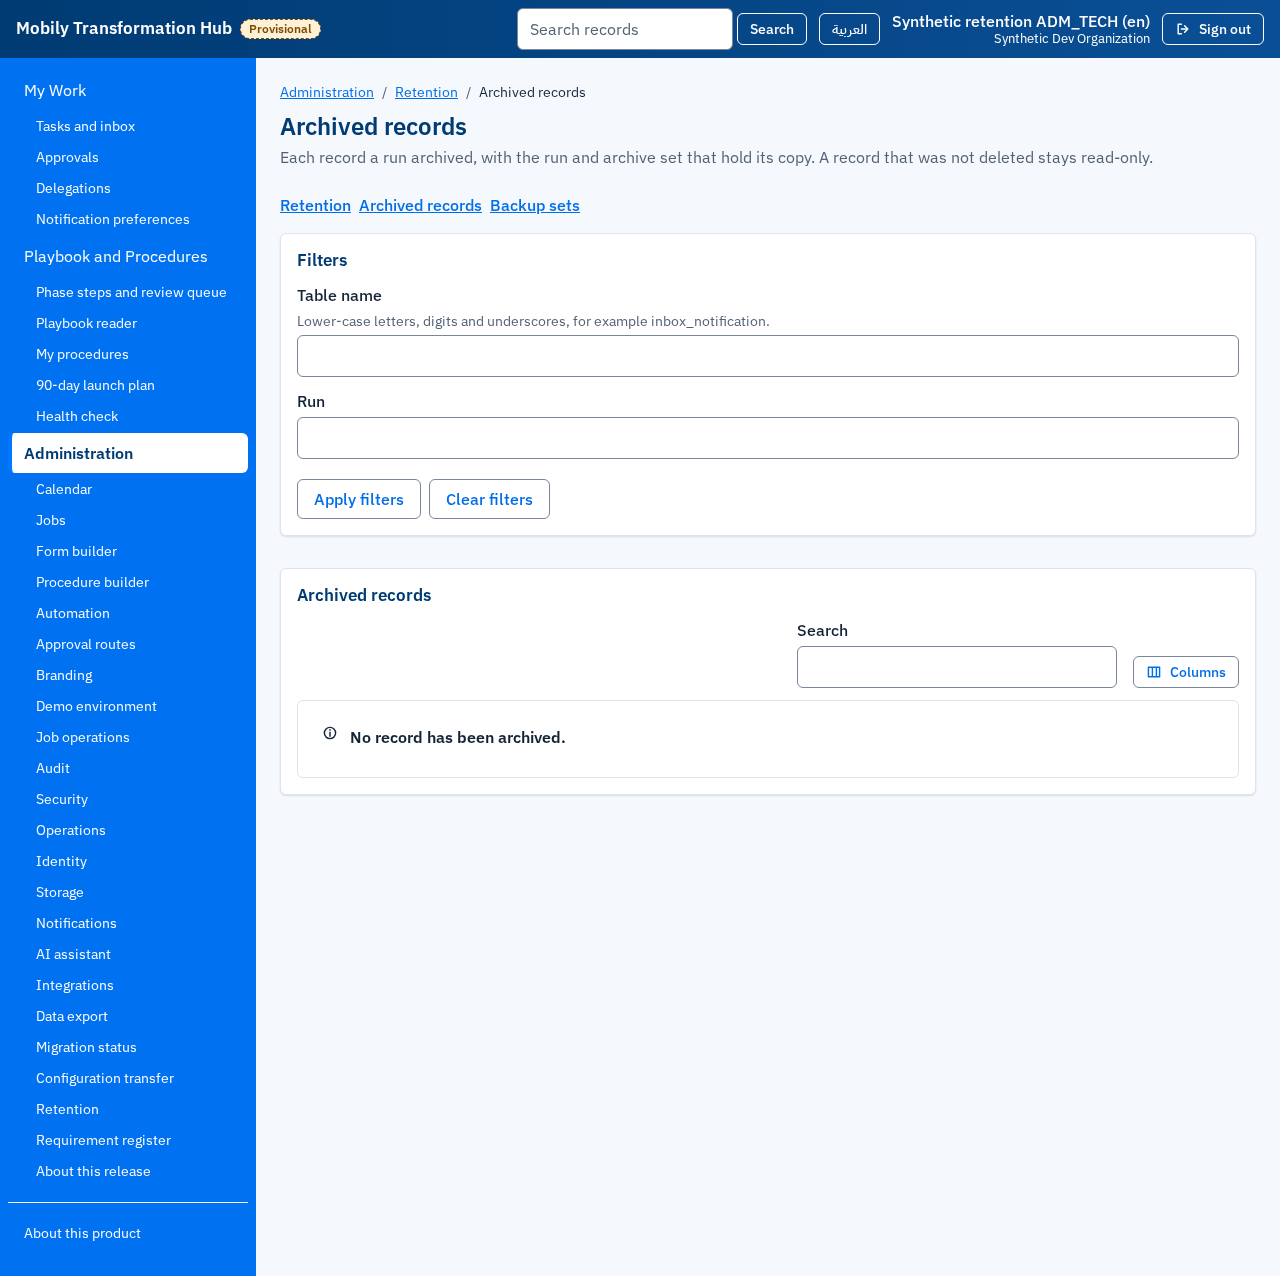 Mobily Transformation Hub Provisional Search records Search العربية Synthetic retention ADM_TECH (en) Sign out
Synthetic Dev Organization
My Work
Tasks and inbox
Approvals
Delegations
Notification preferences
Playbook and Procedures
Phase steps and review queue
Playbook reader
My procedures
90-day launch plan
Health check
Administration
Calendar
Jobs
Form builder
Procedure builder
Automation
Approval routes
Branding
Demo environment
Job operations
Audit
Security
Operations
Identity
Storage
Notifications
AI assistant
Integrations
Data export
Migration status
Configuration transfer
Retention
Requirement register
About this release
About this product
Administration / Retention / Archived records
Archived records
Each record a run archived, with the run and archive set that hold its copy. A record that was not deleted stays read-only.
Retention Archived records Backup sets
Filters
Table name
Lower-case letters, digits and underscores, for example inbox_notification.
Run
Apply filters Clear filters
Archived records
Search
Columns
No record has been archived.